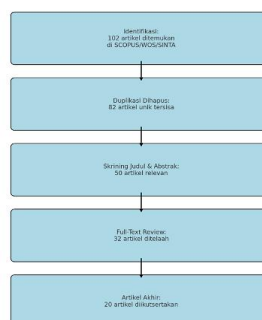 Identifikasi:
102 artikel ditemukan
di SCOPUS/WOS/SINTA
Duplikasi Dihapus:
82 artikel unik tersisa
Skrining Judul & Abstrak:
50 artikel relevan
Full-Text Review:
32 artikel ditelaah
Artikel Akhir:
20 artikel diikutsertakan